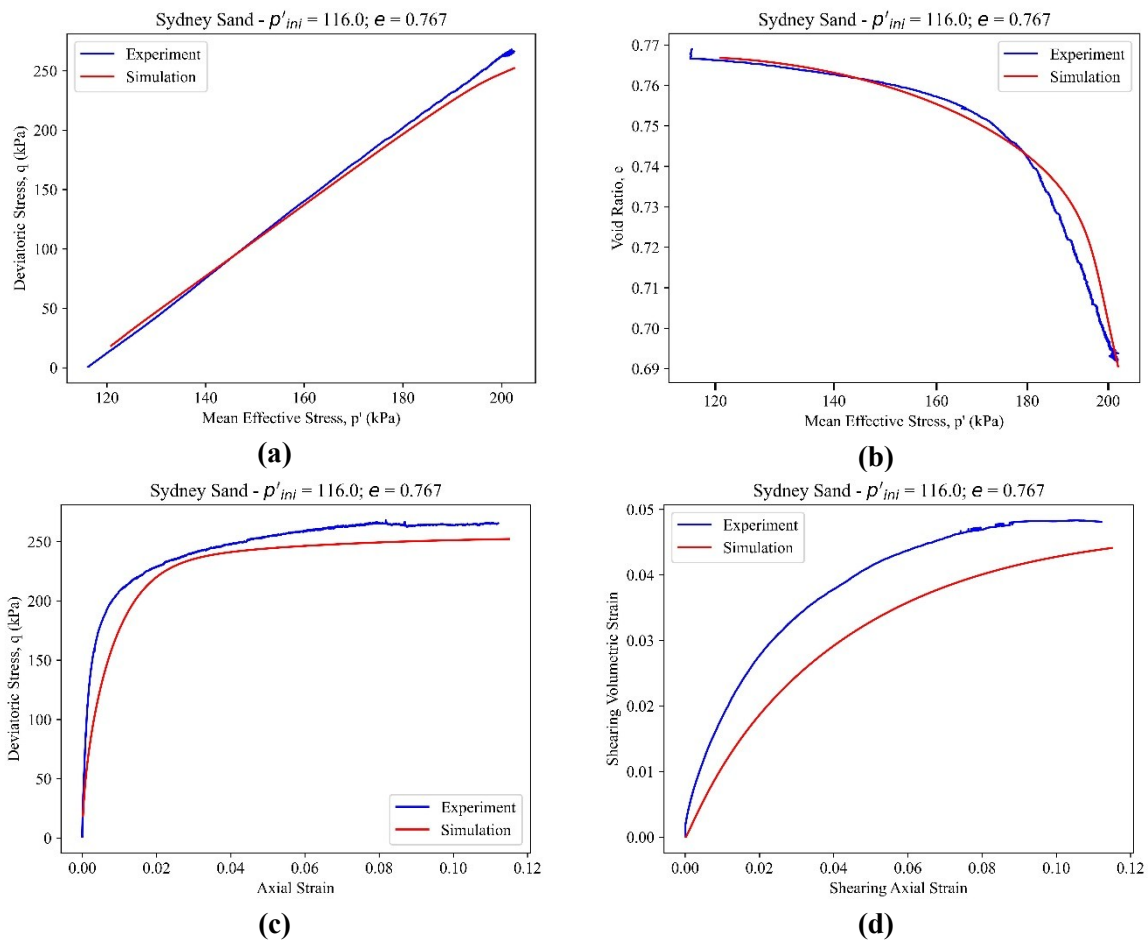 Sydney Sand - p'ini = 116.0; e = 0.767
Experiment
Simulation
Deviatoric Stress, q (kPa)
250
200
150
100
50
0
120
140
160
180
200
Mean Effective Stress, p' (kPa)
(a)
Sydney Sand - p'ini = 116.0; e = 0.767
Experiment
Simulation
Void Ratio, e
0.77
0.76
0.75
0.74
0.73
0.72
0.71
0.70
0.69
120
140
160
180
200
Mean Effective Stress, p' (kPa)
(b)
Sydney Sand - p'ini = 116.0; e = 0.767
Deviatoric Stress, q (kPa)
250
200
150
100
50
0
Experiment
Simulation
0.00
0.02
0.04
0.06
0.08
0.10
0.12
Axial Strain
(c)
Sydney Sand - p'ini = 116.0; e = 0.767
Experiment
Simulation
Shearing Volumetric Strain
0.05
0.04
0.03
0.02
0.01
0.00
0.00
0.02
0.04
0.06
0.08
0.10
0.12
Shearing Axial Strain
(d)